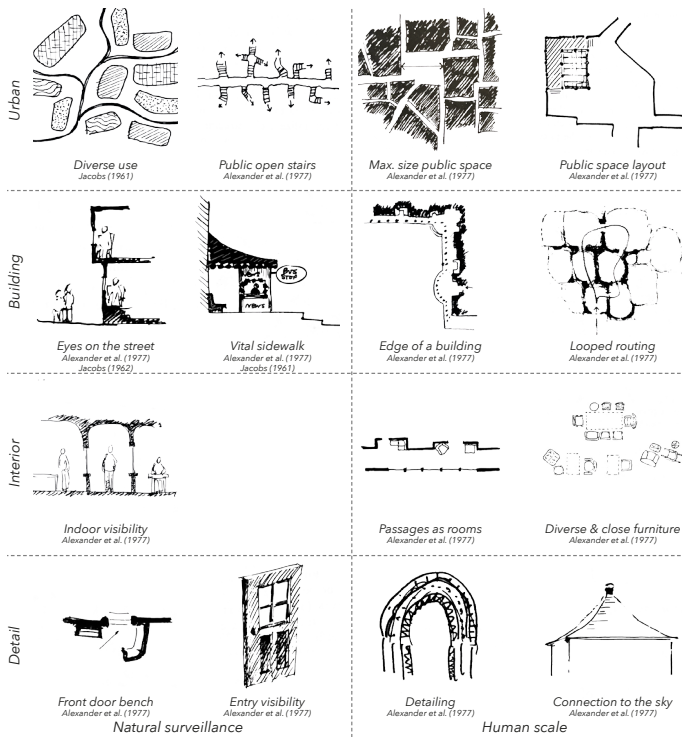 Urban
Diverse use
Jacobs (1961)
Public open stairs
Alexander et al. (1977)
Max. size public space
Alexander et al. (1977)
Public space layout
Alexander et al. (1977)
Building
BUS
STOP
NEWS
Eyes on the street
Alexander et al. (1977)
Jacobs (1962)
Vital sidewalk
Alexander et al. (1977)
Jacobs (1961)
Edge of a building
Alexander et al. (1977)
Looped routing
Alexander et al. (1977)
Interior
Indoor visibility
Alexander et al. (1977)
Passages as rooms
Alexander et al. (1977)
Diverse & close furniture
Alexander et al. (1977)
Detail
Front door bench
Alexander et al. (1977)
Entry visibility
Alexander et al. (1977)
Detailing
Alexander et al. (1977)
Connection to the sky
Alexander et al. (1977)
Natural surveillance
Human scale